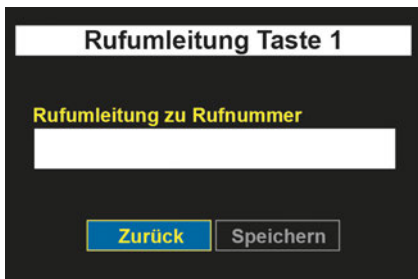 Rufumleitung Taste 1
Rufumleitung zu Rufnummer
Zurück Speichern